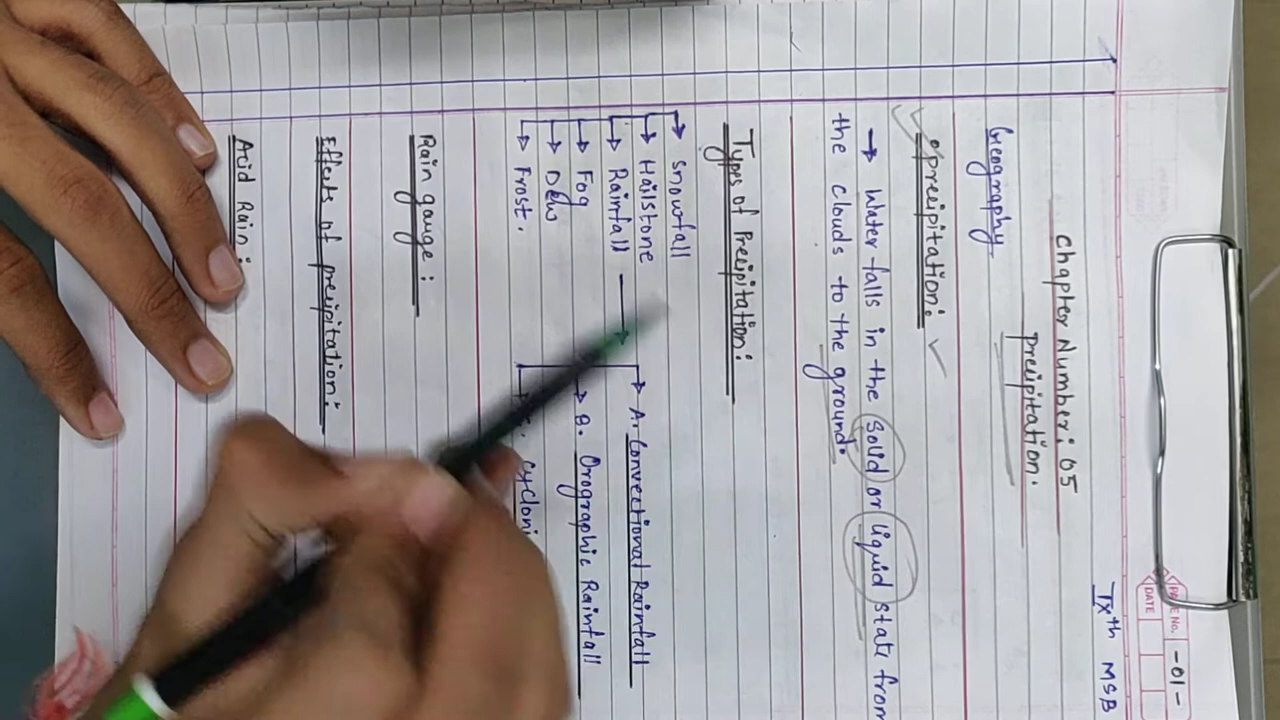 PAGE No. -01-
DATE
IXth MSB
Chapter Number: 05
precipitation.
Geography
precipitation:
→ Water falls in the Solid or liquid state from
the clouds to the ground.
Types of Precipitation:
→ Snowfall
→ Hailstone
→ Rainfall → A. Convectional Rainfall
→ Fog → B. Orographic Rainfall
→ Dew
→ Frost.
Rain gauge:
Effects of precipitation:
Acid Rain: